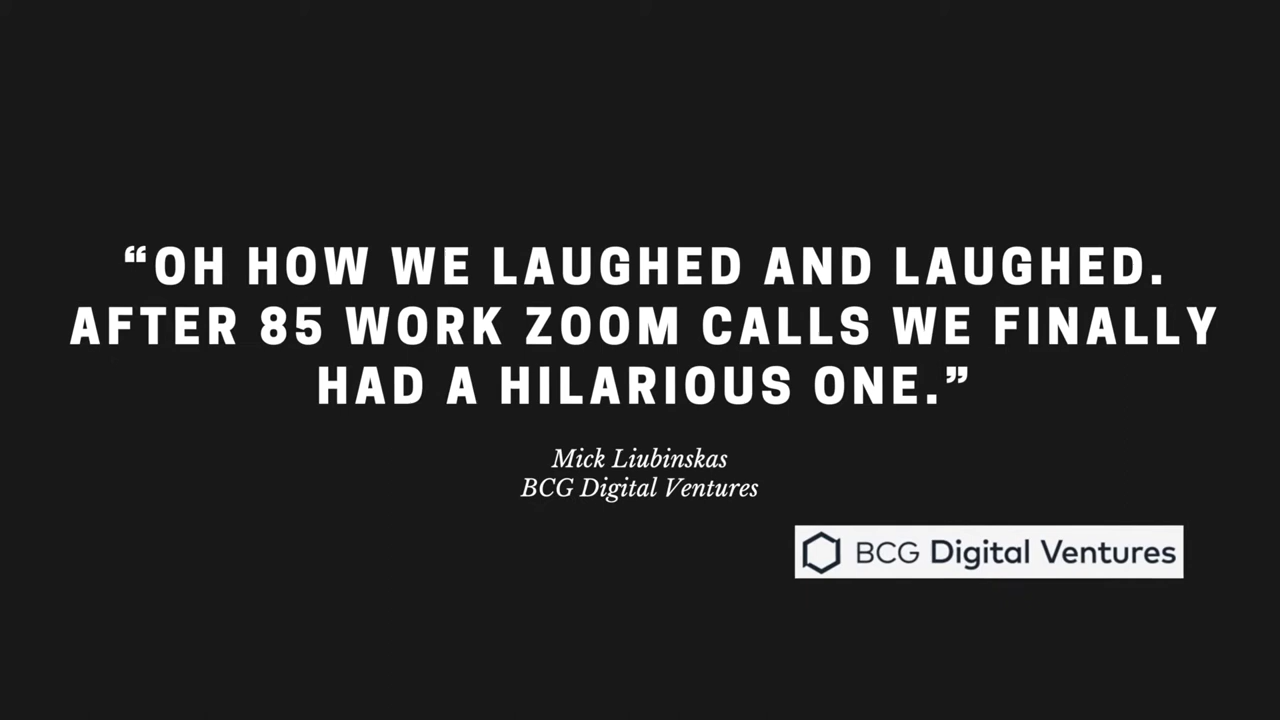 “OH HOW WE LAUGHED AND LAUGHED.
AFTER 85 WORK ZOOM CALLS WE FINALLY
HAD A HILARIOUS ONE.”
Mick Liubinskas
BCG Digital Ventures
BCG Digital Ventures